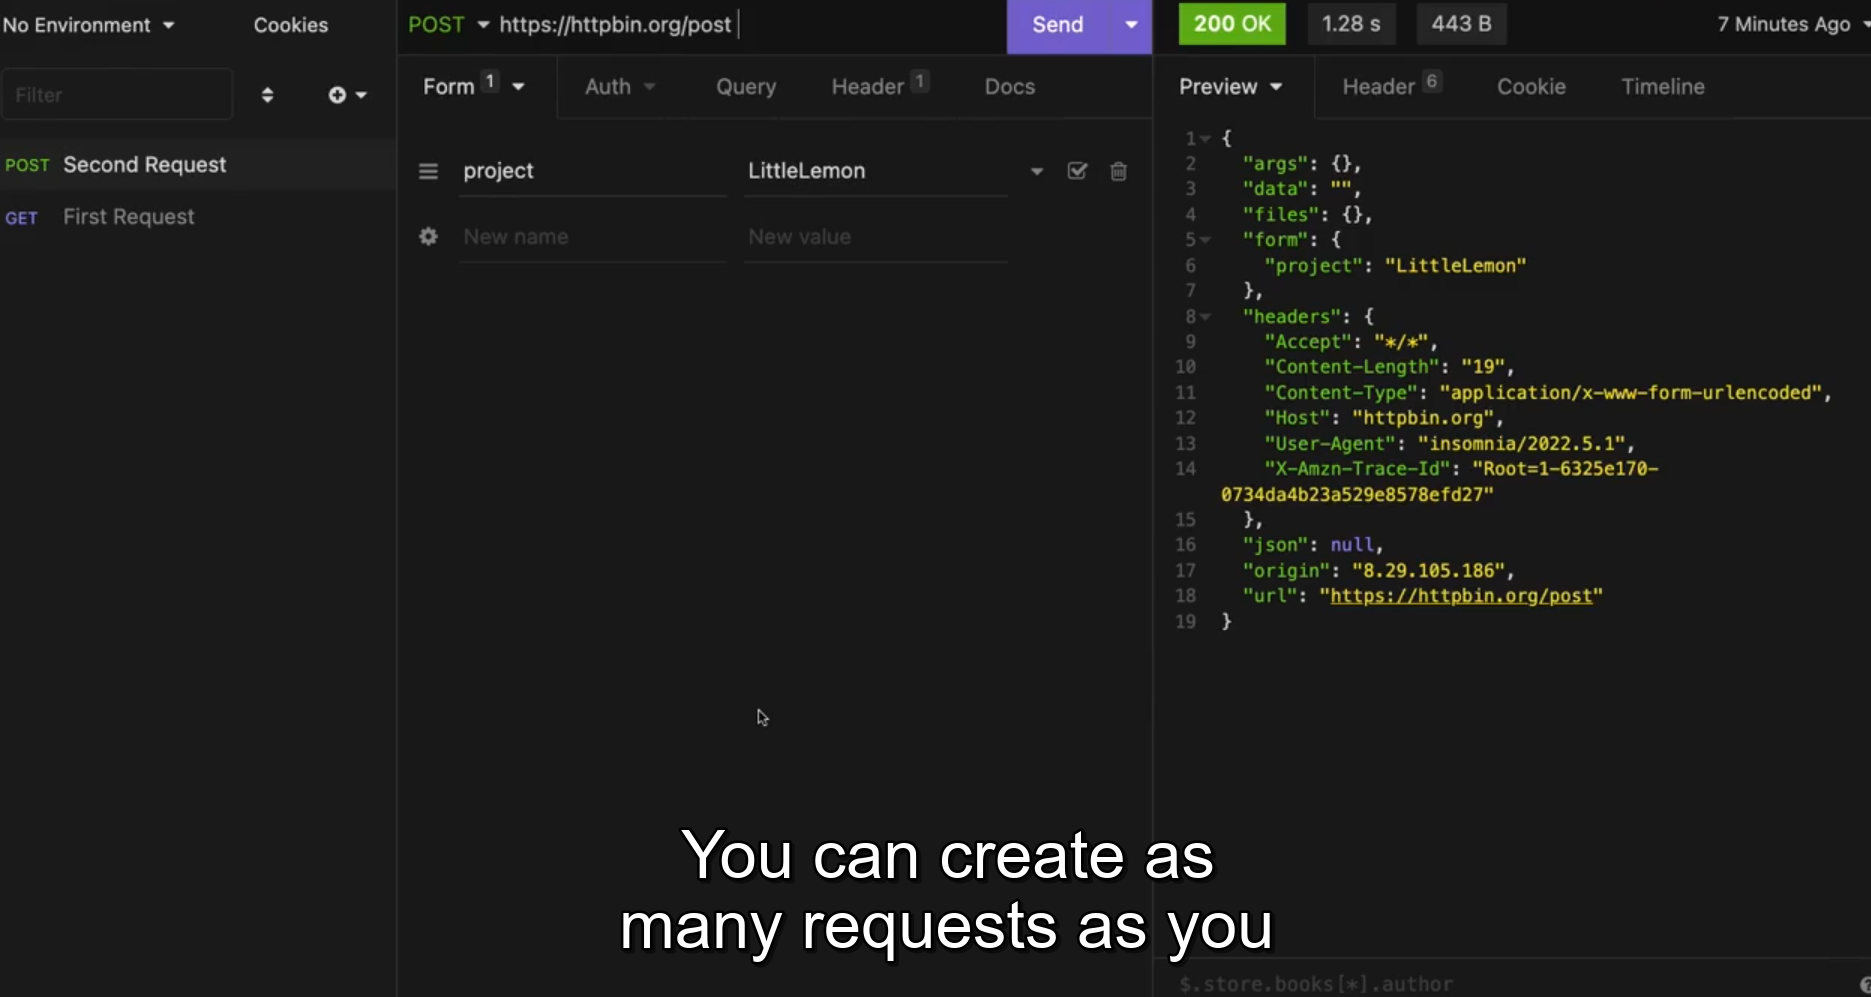 No Environment
Cookies
POST https://httpbin.org/post
Send
200 OK
1.28 s
443 B
7 Minutes Ago
Filter
Form 1
Auth
Query
Header 1
Docs
Preview
Header 6
Cookie
Timeline
POST Second Request
GET First Request
project LittleLemon
New name New value
1 {
2 "args": {},
3 "data": "",
4 "files": {},
5 "form": {
6 "project": "LittleLemon"
7 },
8 "headers": {
9 "Accept": "*/*",
10 "Content-Length": "19",
11 "Content-Type": "application/x-www-form-urlencoded",
12 "Host": "httpbin.org",
13 "User-Agent": "insomnia/2022.5.1",
14 "X-Amzn-Trace-Id": "Root=1-6325e170-
0734da4b23a529e8578efd27"
15 },
16 "json": null,
17 "origin": "8.29.105.186",
18 "url": "https://httpbin.org/post"
19 }
You can create as
many requests as you
$.store.books[*].author